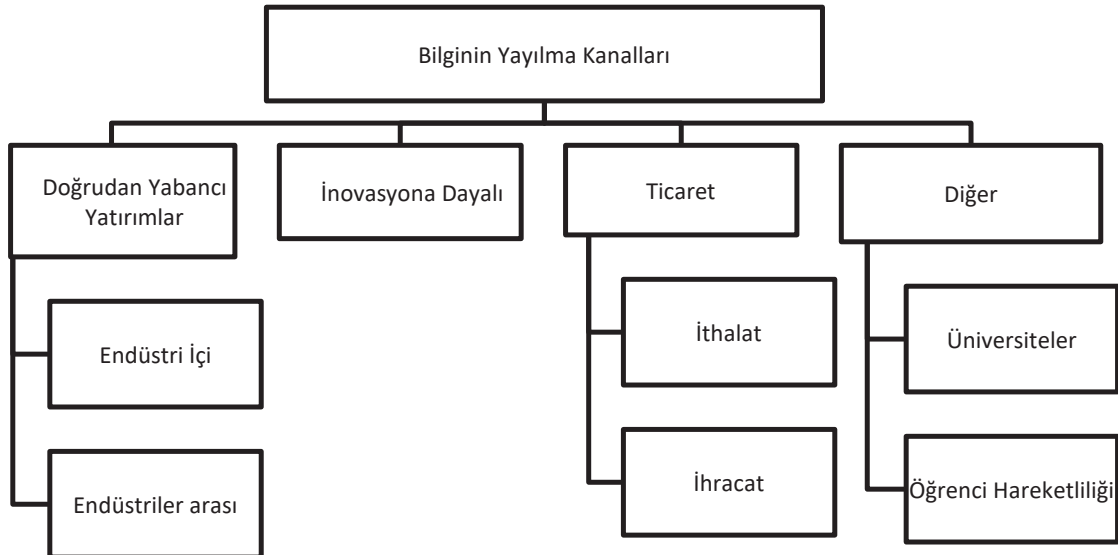 Bilginin Yayılma Kanalları
Doğrudan Yabancı
Yatırımlar
İnovasyona Dayalı
Ticaret
Diğer
Endüstri İçi
İthalat
Üniversiteler
Endüstriler arası
İhracat
Öğrenci Hareketliliği